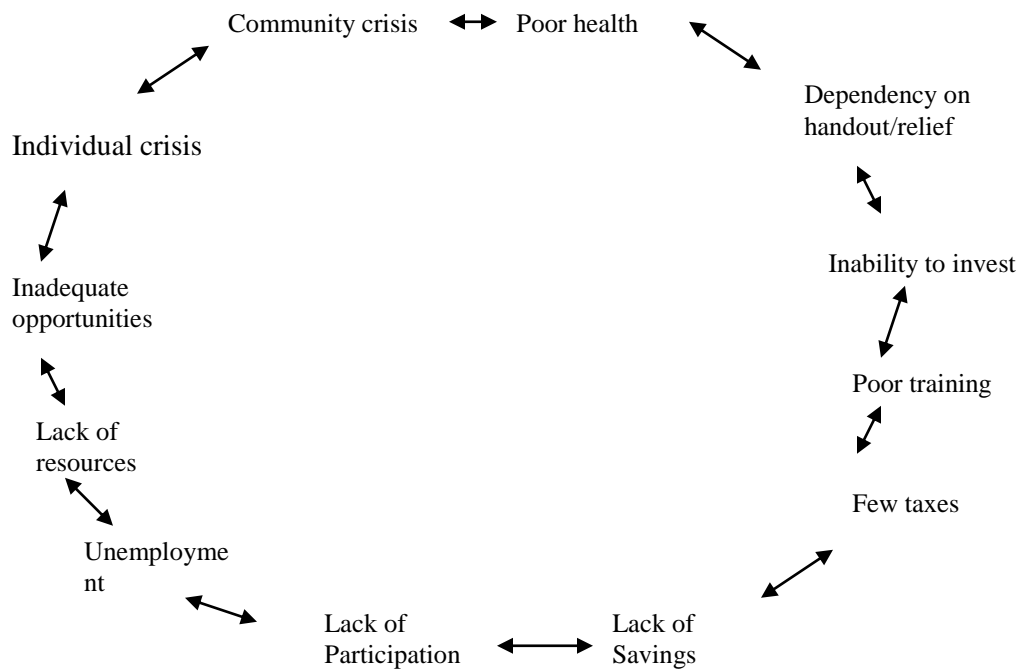 Community crisis
Poor health
Dependency on
handout/relief
Individual crisis
Inability to invest
Inadequate
opportunities
Poor training
Lack of
resources
Few taxes
Unemployme
nt
Lack of
Participation
Lack of
Savings